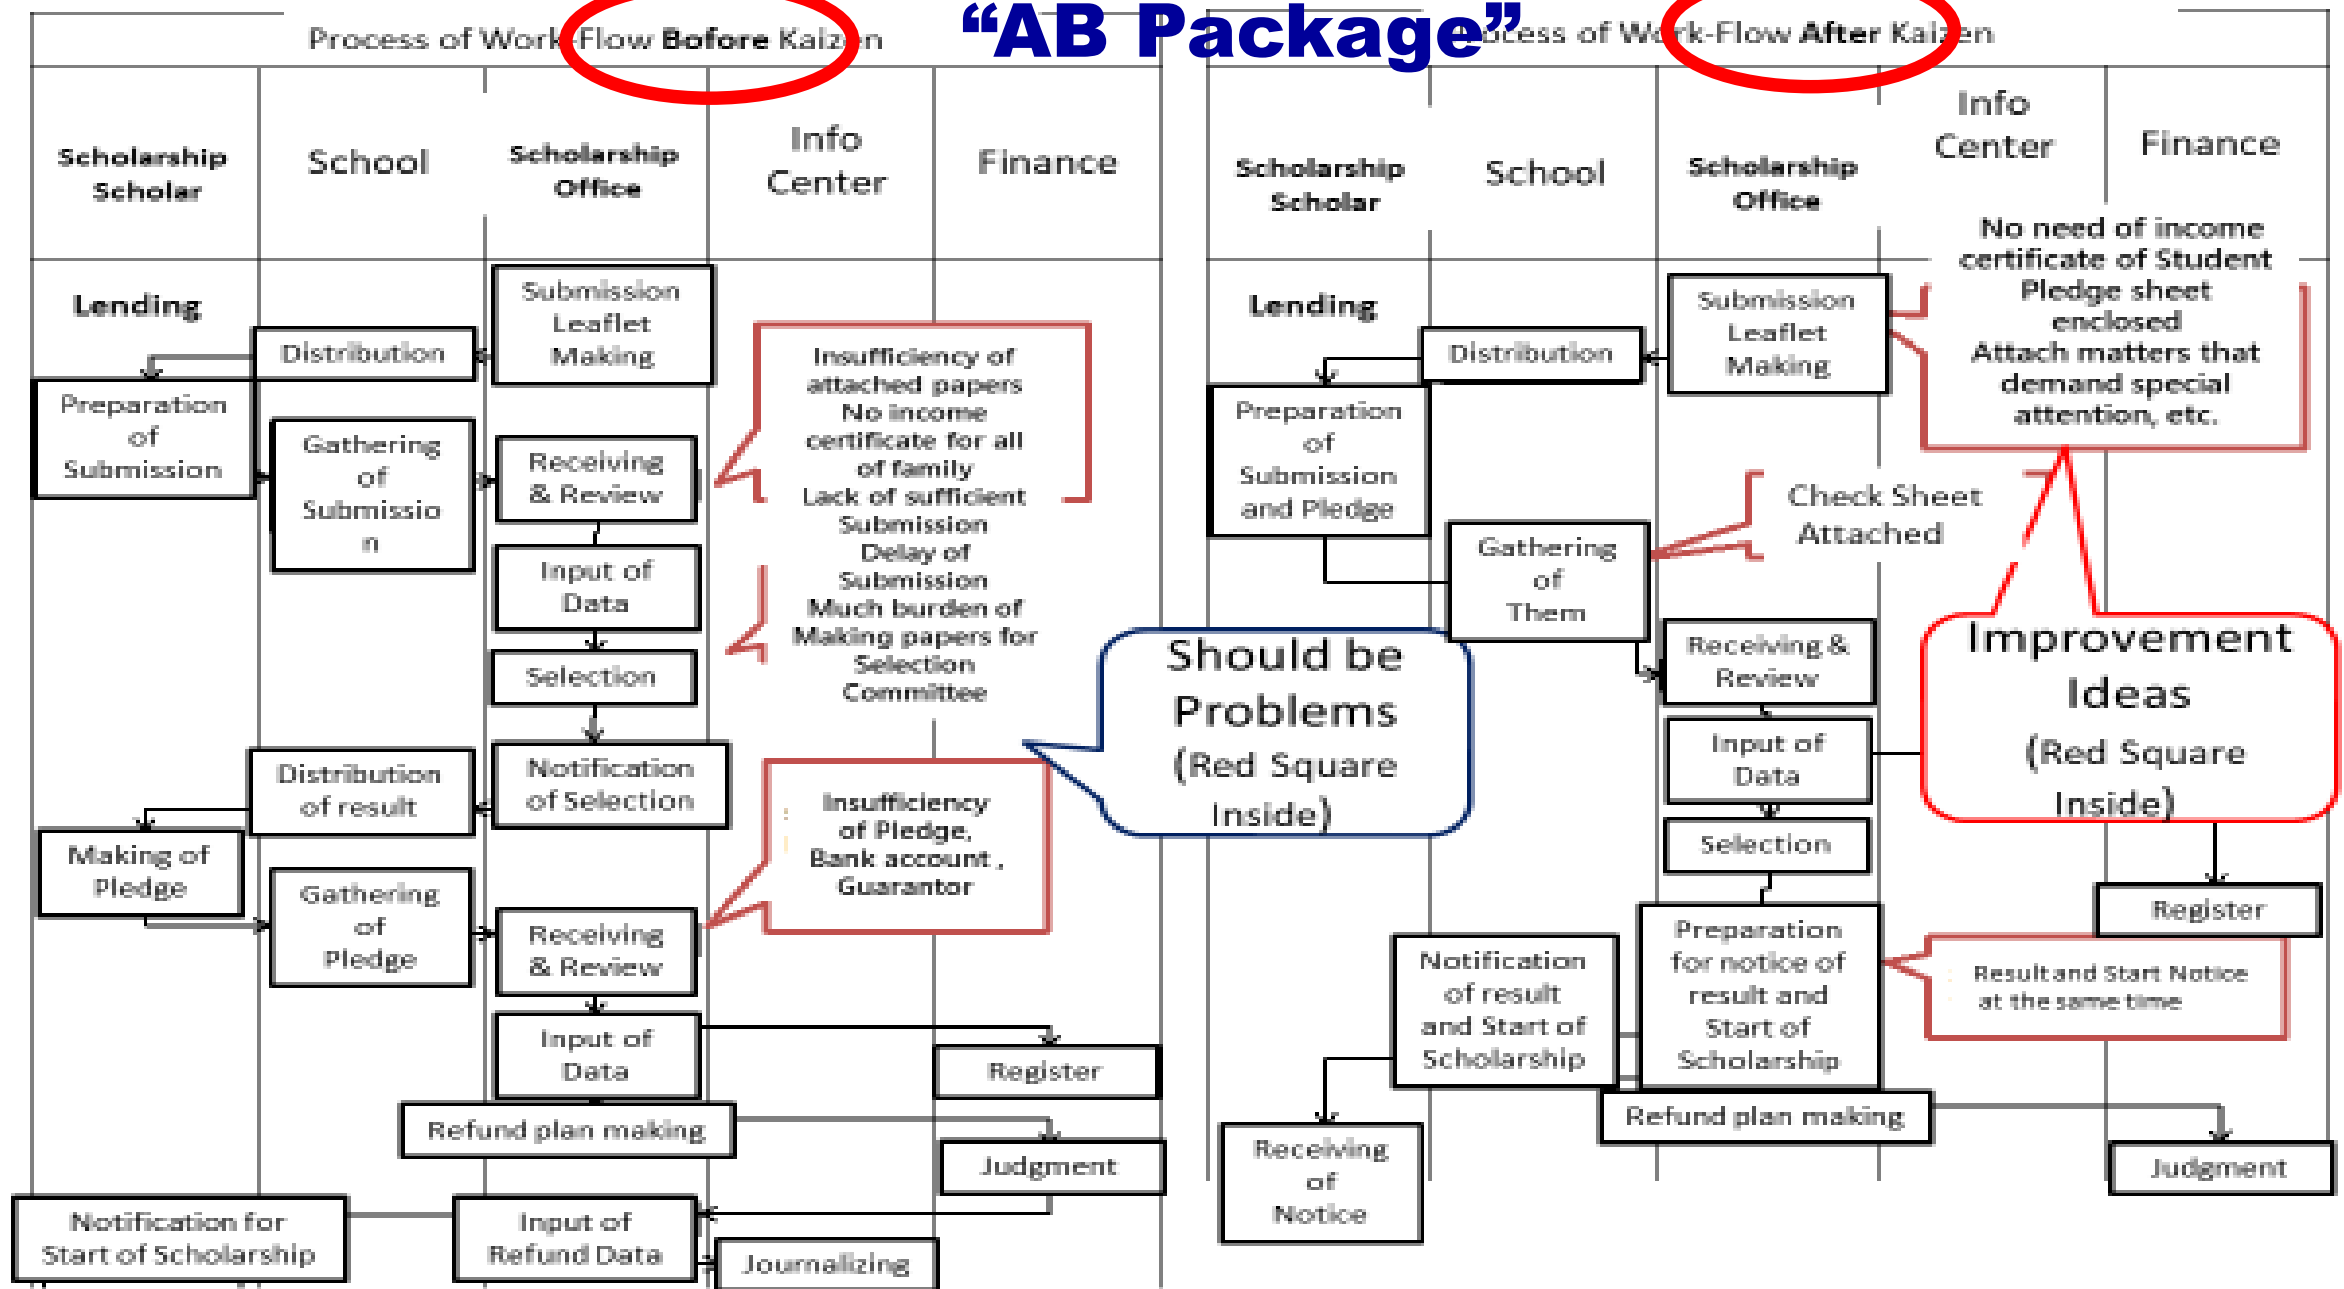 “AB Package”
Process of Work-Flow Bofore Kaizen
Scholarship
Scholar
School
Scholarship
Office
Info
Center
Finance
Lending
Submission
Leaflet
Making
Distribution
Preparation
of
Submission
Gathering
of
Submissio
n
Receiving
& Review
Input of
Data
Selection
Insufficiency of
attached papers
No income
certificate for all
of family
Lack of sufficient
Submission
Delay of
Submission
Much burden of
Making papers for
Selection
Committee
Notification
of Selection
Distribution
of result
Making of
Pledge
Gathering
of
Pledge
Receiving
& Review
Insufficiency
of Pledge,
Bank account ,
Guarantor
Input of
Data
Register
Refund plan making
Judgment
Notification for
Start of Scholarship
Input of
Refund Data
Journalizing
Should be
Problems
(Red Square
Inside)
ocess of Work-Flow After Kaizen
Scholarship
Scholar
School
Scholarship
Office
Info
Center
Finance
Lending
Submission
Leaflet
Making
No need of income
certificate of Student
Pledge sheet
enclosed
Attach matters that
demand special
attention, etc.
Distribution
Preparation
of
Submission
and Pledge
Check Sheet
Attached
Gathering
of
Them
Receiving &
Review
Improvement
Ideas
(Red Square
Inside)
Input of
Data
Selection
Register
Preparation
for notice of
result and
Start of
Scholarship
Notification
of result
and Start of
Scholarship
Result and Start Notice
at the same time
Refund plan making
Receiving
of
Notice
Judgment